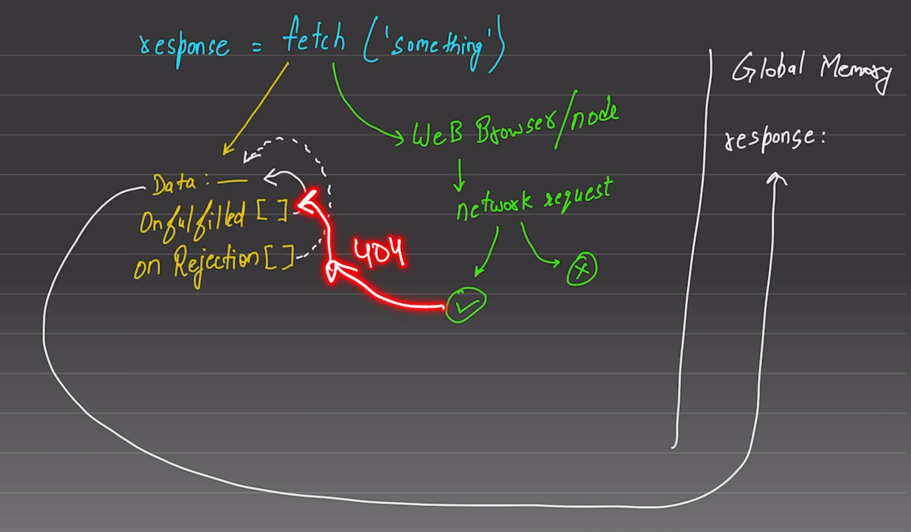 response = fetch ('something')
Global Memory
WeB Browser/node
response:
Data: —
network request
Onfulfilled [ ]
404
on Rejection [ ]